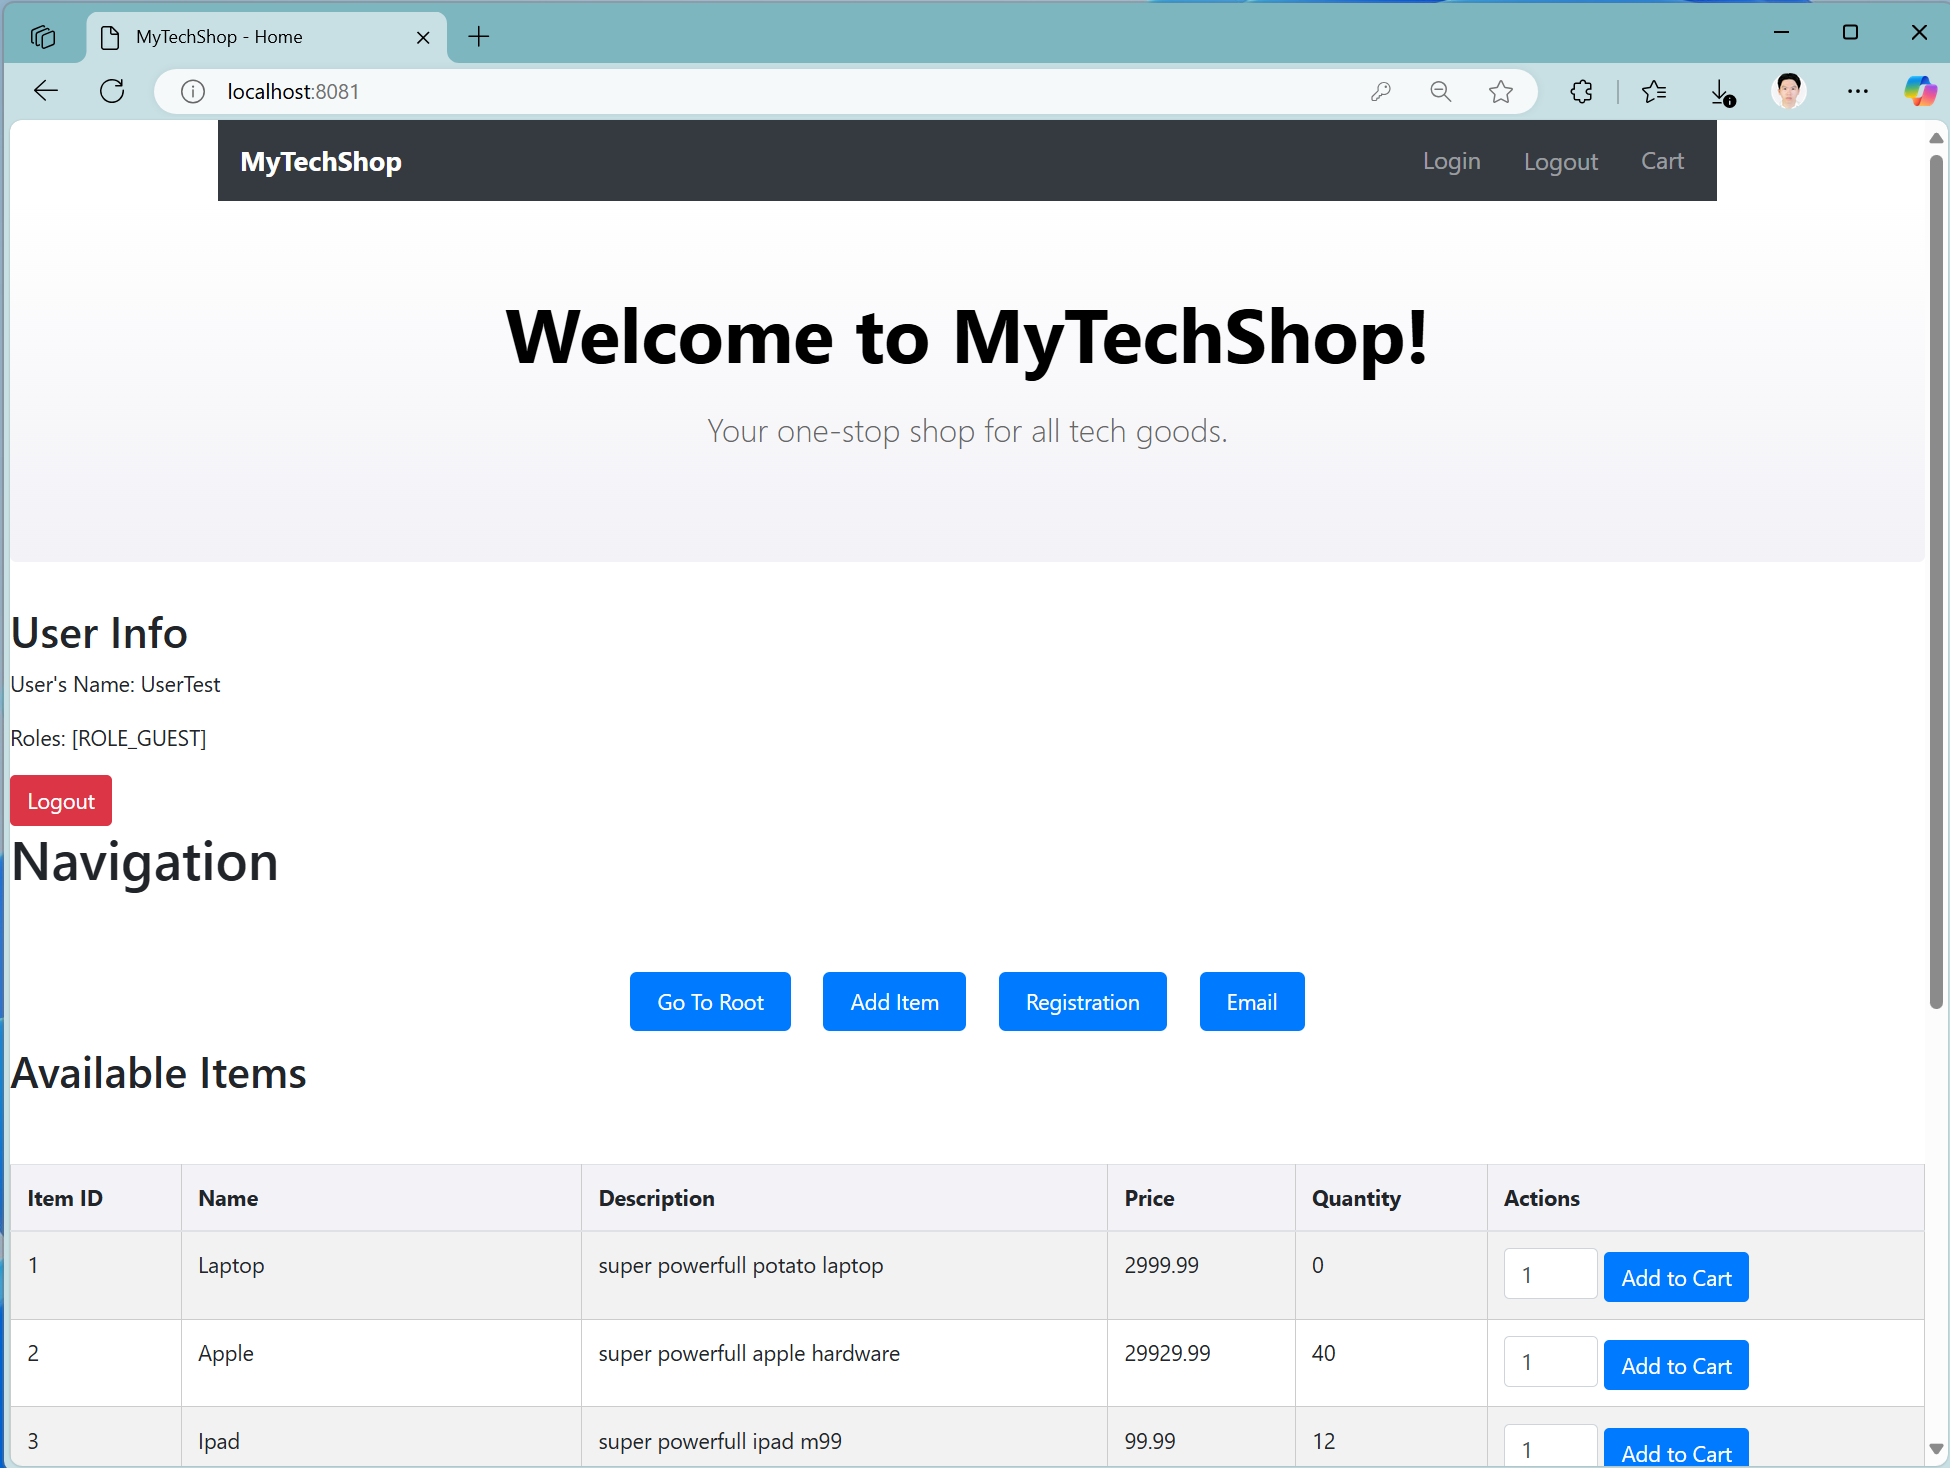 MyTechShop - Home
localhost:8081
MyTechShop Login Logout Cart
Welcome to MyTechShop!
Your one-stop shop for all tech goods.
User Info
User's Name: UserTest
Roles: [ROLE_GUEST]
Logout
Navigation
Go To Root Add Item Registration Email
Available Items
Item ID Name Description Price Quantity Actions
1 Laptop super powerfull potato laptop 2999.99 0 1 Add to Cart
2 Apple super powerfull apple hardware 29929.99 40 1 Add to Cart
3 Ipad super powerfull ipad m99 99.99 12 1 Add to Cart